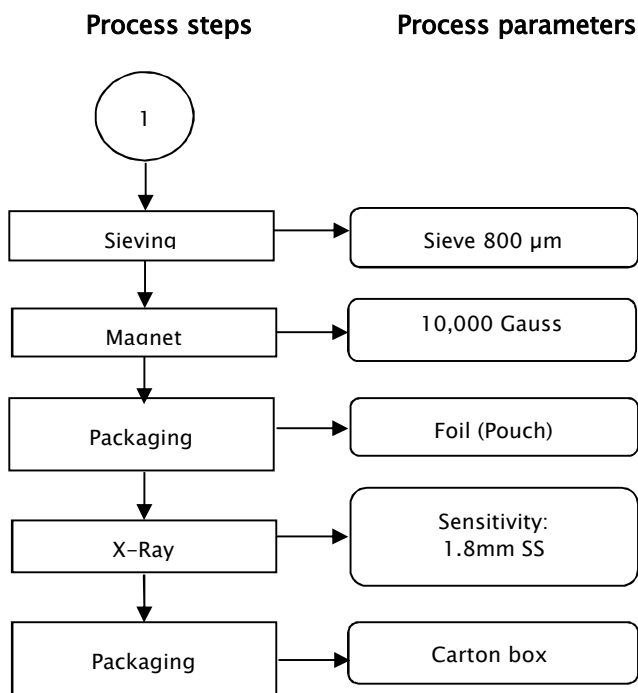 Process steps
Process parameters
1
Sieving
Sieve 800 µm
Magnet
10,000 Gauss
Packaging
Foil (Pouch)
X-Ray
Sensitivity:
1.8mm SS
Packaging
Carton box